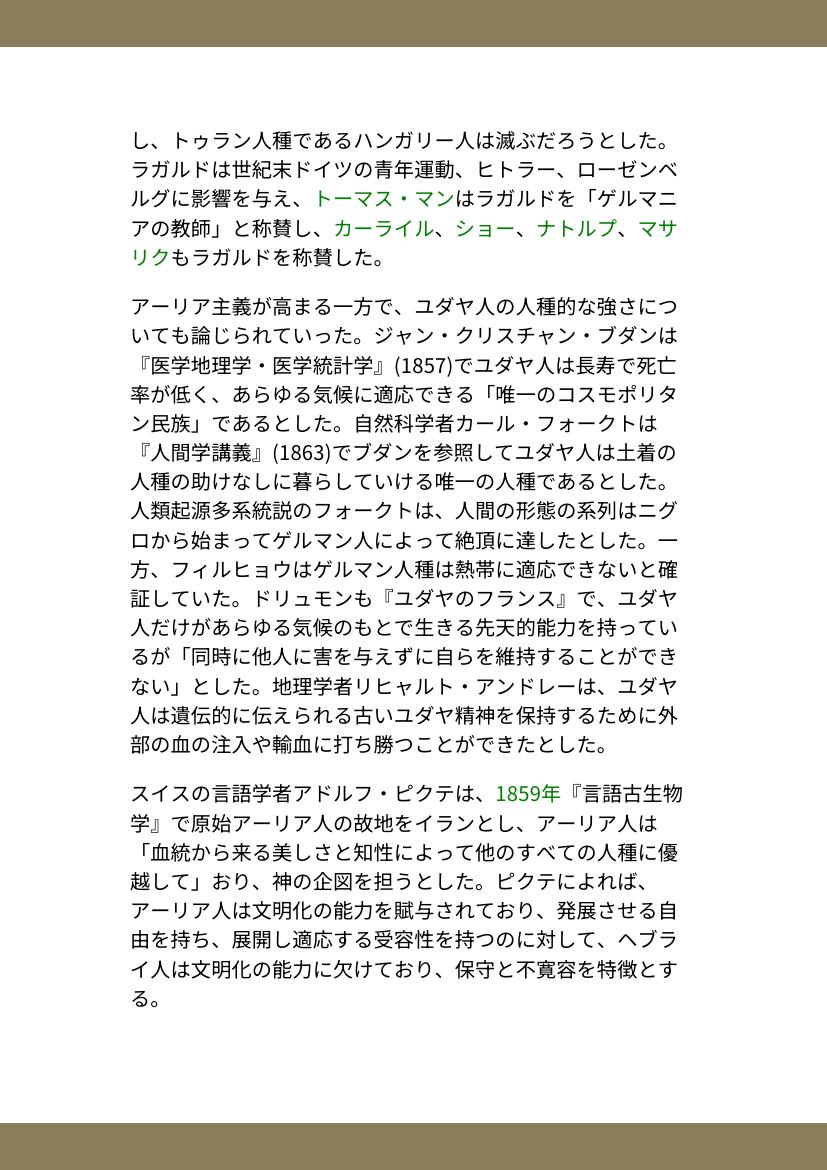 し、トゥラン人種であるハンガリー人は滅ぶだろうとした。
ラガルドは世紀末ドイツの青年運動、ヒトラー、ローゼンベ
ルグに影響を与え、トーマス・マンはラガルドを「ゲルマニ
アの教師」と称賛し、カーライル、ショー、ナトルプ、マサ
リクもラガルドを称賛した。
アーリア主義が高まる一方で、ユダヤ人の人種的な強さにつ
いても論じられていった。ジャン・クリスチャン・ブダンは
『医学地理学・医学統計学』(1857)でユダヤ人は長寿で死亡
率が低く、あらゆる気候に適応できる「唯一のコスモポリタ
ン民族」であるとした。自然科学者カール・フォークトは
『人間学講義』(1863)でブダンを参照してユダヤ人は土着の
人種の助けなしに暮らしていける唯一の人種であるとした。
人類起源多系統説のフォークトは、人間の形態の系列はニグ
ロから始まってゲルマン人によって絶頂に達したとした。一
方、フィルヒョウはゲルマン人種は熱帯に適応できないと確
証していた。ドリュモンも『ユダヤのフランス』で、ユダヤ
人だけがあらゆる気候のもとで生きる先天的能力を持ってい
るが「同時に他人に害を与えずに自らを維持することができ
ない」とした。地理学者リヒャルト・アンドレーは、ユダヤ
人は遺伝的に伝えられる古いユダヤ精神を保持するために外
部の血の注入や輸血に打ち勝つことができたとした。
スイスの言語学者アドルフ・ピクテは、1859年『言語古生物
学』で原始アーリア人の故地をイランとし、アーリア人は
「血統から来る美しさと知性によって他のすべての人種に優
越して」おり、神の企図を担うとした。ピクテによれば、
アーリア人は文明化の能力を賦与されており、発展させる自
由を持ち、展開し適応する受容性を持つのに対して、ヘブラ
イ人は文明化の能力に欠けており、保守と不寛容を特徴とす
る。